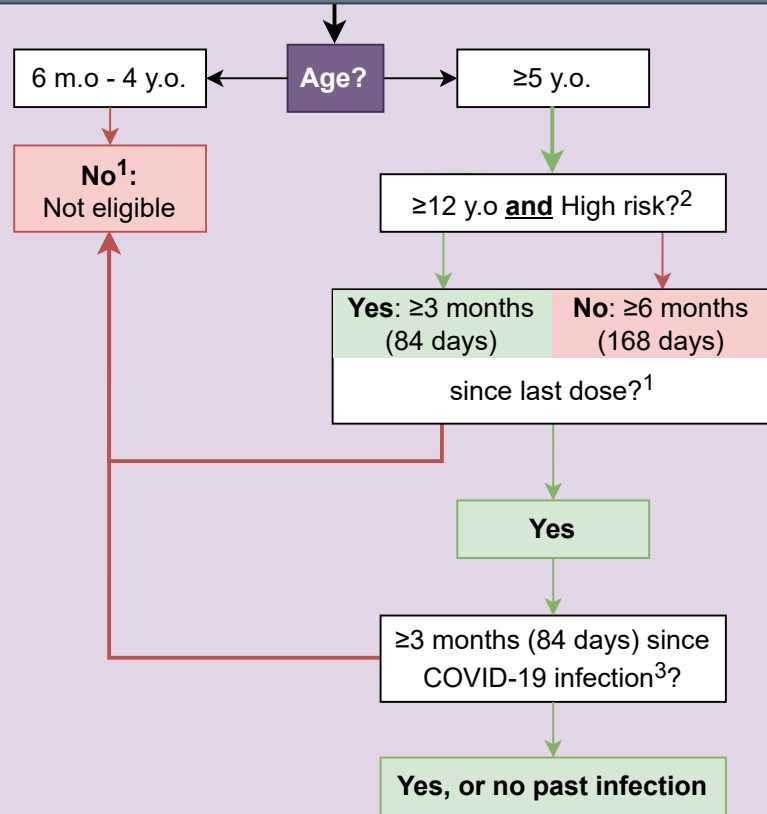 Age?
6 m.o - 4 y.o.
≥5 y.o.
No¹:
Not eligible
≥12 y.o and High risk?²
Yes: ≥3 months
(84 days)
No: ≥6 months
(168 days)
since last dose?¹
Yes
≥3 months (84 days) since
COVID-19 infection³?
Yes, or no past infection